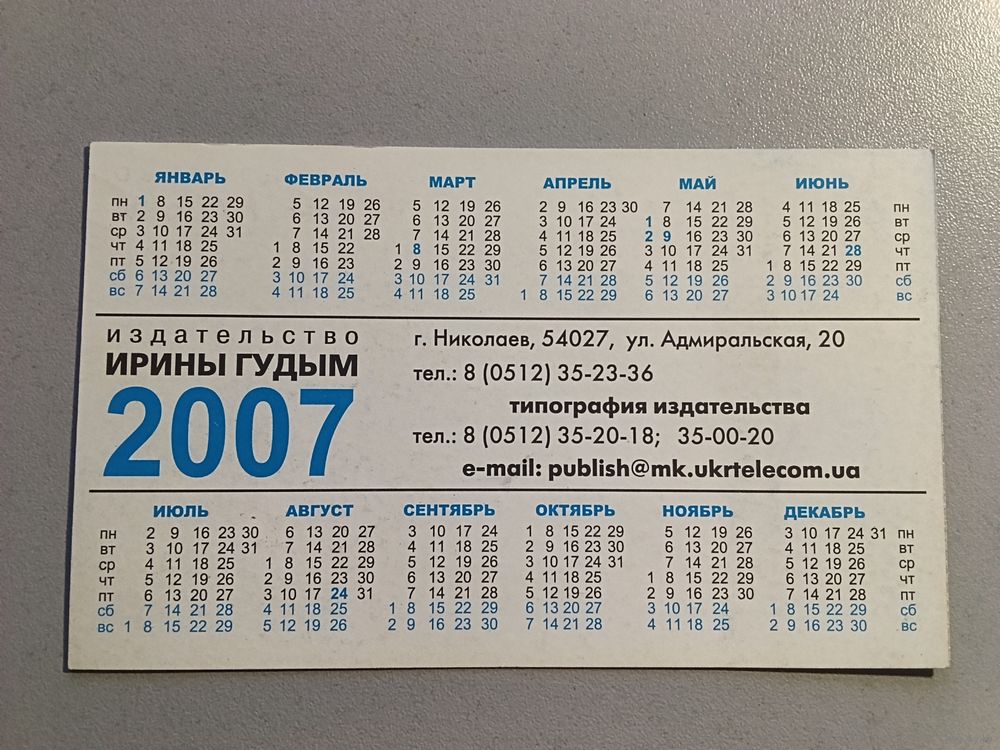 ЯНВАРЬ ФЕВРАЛЬ МАРТ АПРЕЛЬ МАЙ ИЮНЬ
пн 1 8 15 22 29 5 12 19 26 5 12 19 26 2 9 16 23 30 7 14 21 28 4 11 18 25 пн
вт 2 9 16 23 30 6 13 20 27 6 13 20 27 3 10 17 24 1 8 15 22 29 5 12 19 26 вт
ср 3 10 17 24 31 7 14 21 28 7 14 21 28 4 11 18 25 2 9 16 23 30 6 13 20 27 ср
чт 4 11 18 25 1 8 15 22 1 8 15 22 29 5 12 19 26 3 10 17 24 31 7 14 21 28 чт
пт 5 12 19 26 2 9 16 23 2 9 16 23 30 6 13 20 27 4 11 18 25 1 8 15 22 29 пт
сб 6 13 20 27 3 10 17 24 3 10 17 24 31 7 14 21 28 5 12 19 26 2 9 16 23 30 сб
вс 7 14 21 28 4 11 18 25 4 11 18 25 1 8 15 22 29 6 13 20 27 3 10 17 24 вс
издательство
ИРИНЫ ГУДЫМ
2007
г. Николаев, 54027, ул. Адмиральская, 20
тел.: 8 (0512) 35-23-36
типография издательства
тел.: 8 (0512) 35-20-18; 35-00-20
e-mail: publish@mk.ukrtelecom.ua
ИЮЛЬ АВГУСТ СЕНТЯБРЬ ОКТЯБРЬ НОЯБРЬ ДЕКАБРЬ
пн 2 9 16 23 30 6 13 20 27 3 10 17 24 1 8 15 22 29 5 12 19 26 3 10 17 24 31 пн
вт 3 10 17 24 31 7 14 21 28 4 11 18 25 2 9 16 23 30 6 13 20 27 4 11 18 25 вт
ср 4 11 18 25 1 8 15 22 29 5 12 19 26 3 10 17 24 31 7 14 21 28 5 12 19 26 ср
чт 5 12 19 26 2 9 16 23 30 6 13 20 27 4 11 18 25 1 8 15 22 29 6 13 20 27 чт
пт 6 13 20 27 3 10 17 24 31 7 14 21 28 5 12 19 26 2 9 16 23 30 7 14 21 28 пт
сб 7 14 21 28 4 11 18 25 1 8 15 22 29 6 13 20 27 3 10 17 24 1 8 15 22 29 сб
вс 1 8 15 22 29 5 12 19 26 2 9 16 23 30 7 14 21 28 4 11 18 25 2 9 16 23 30 вс